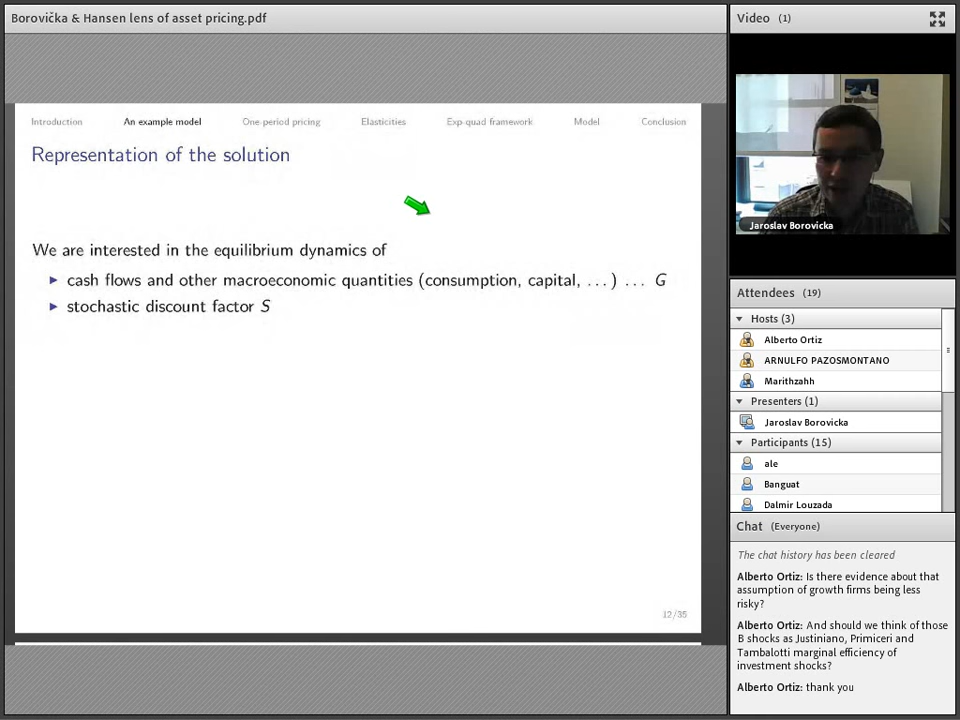 Borovička & Hansen lens of asset pricing.pdf
Introduction An example model One-period pricing Elasticities Exp-quad framework Model Conclusion
Representation of the solution
We are interested in the equilibrium dynamics of
▶ cash flows and other macroeconomic quantities (consumption, capital, ...) ... G
▶ stochastic discount factor S
12/35
Video (1)
Jaroslav Borovicka
Attendees (19)
Hosts (3)
Alberto Ortiz
ARNULFO PAZOSMONTANO
Marithzahh
Presenters (1)
Jaroslav Borovicka
Participants (15)
ale
Banguat
Dalmir Louzada
Chat (Everyone)
The chat history has been cleared
Alberto Ortiz: Is there evidence about that
assumption of growth firms being less
risky?
Alberto Ortiz: And should we think of those
B shocks as Justiniano, Primiceri and
Tambalotti marginal efficiency of
investment shocks?
Alberto Ortiz: thank you